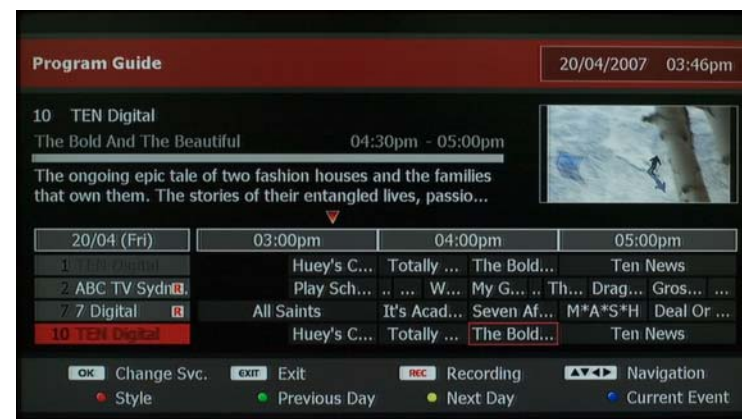 Program Guide 20/04/2007 03:46pm
10 TEN Digital
The Bold And The Beautiful 04:30pm - 05:00pm
The ongoing epic tale of two fashion houses and the families
that own them. The stories of their entangled lives, passio...
20/04 (Fri) 03:00pm 04:00pm 05:00pm
1 TEN Digital Huey's C... Totally ... The Bold... Ten News
2 ABC TV Sydn. R Play Sch... .. ... W... My G... .. Th... Drag... Gros... ...
7 7 Digital R All Saints It's Acad... Seven Af... M*A*S*H Deal Or ...
10 TEN Digital Huey's C... Totally ... The Bold... Ten News
OK Change Svc. EXIT Exit REC Recording ▲▼◀▶ Navigation
Style Previous Day Next Day Current Event